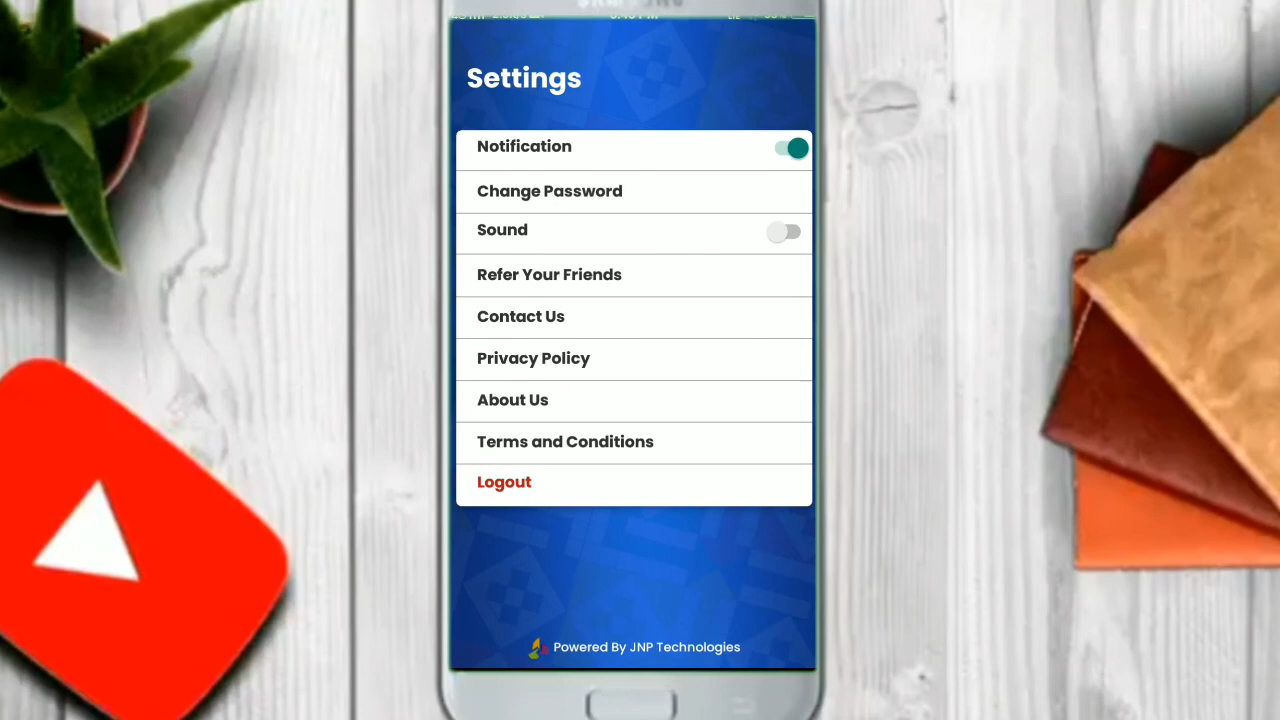 Settings
Notification
Change Password
Sound
Refer Your Friends
Contact Us
Privacy Policy
About Us
Terms and Conditions
Logout
Powered By JNP Technologies